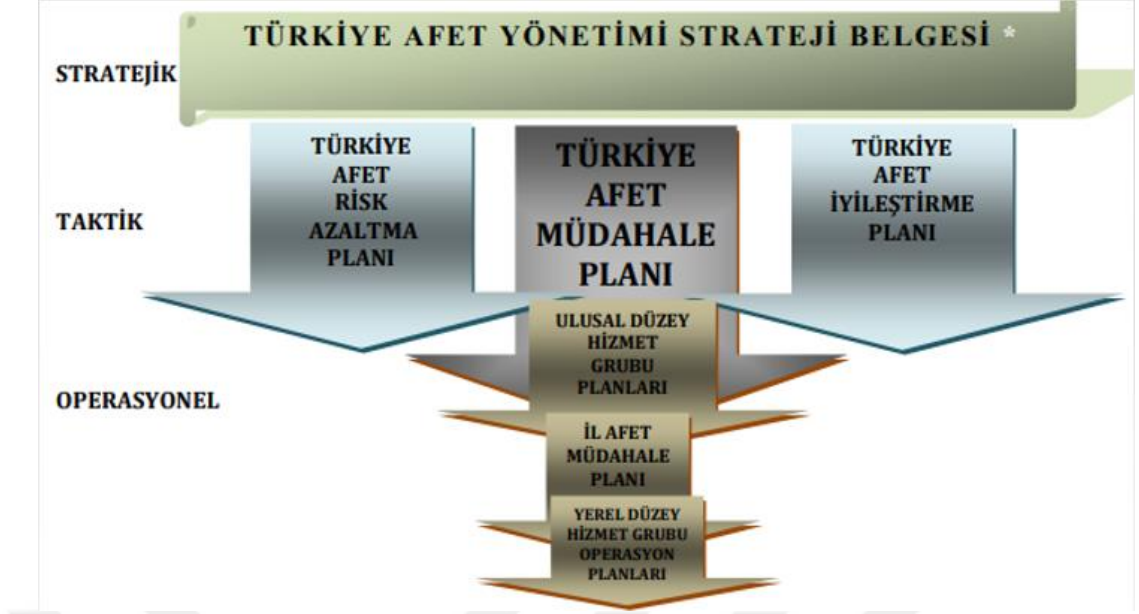 TÜRKİYE AFET YÖNETİMİ STRATEJİ BELGESİ *
STRATEJİK
TÜRKİYE
AFET
RİSK
AZALTMA
PLANI
TÜRKİYE
AFET
MÜDAHALE
PLANI
TÜRKİYE
AFET
İYİLEŞTİRME
PLANI
TAKTİK
ULUSAL DÜZEY
HİZMET
GRUBU
PLANLARI
OPERASYONEL
İL AFET
MÜDAHALE
PLANI
YEREL DÜZEY
HİZMET GRUBU
OPERASYON
PLANLARI